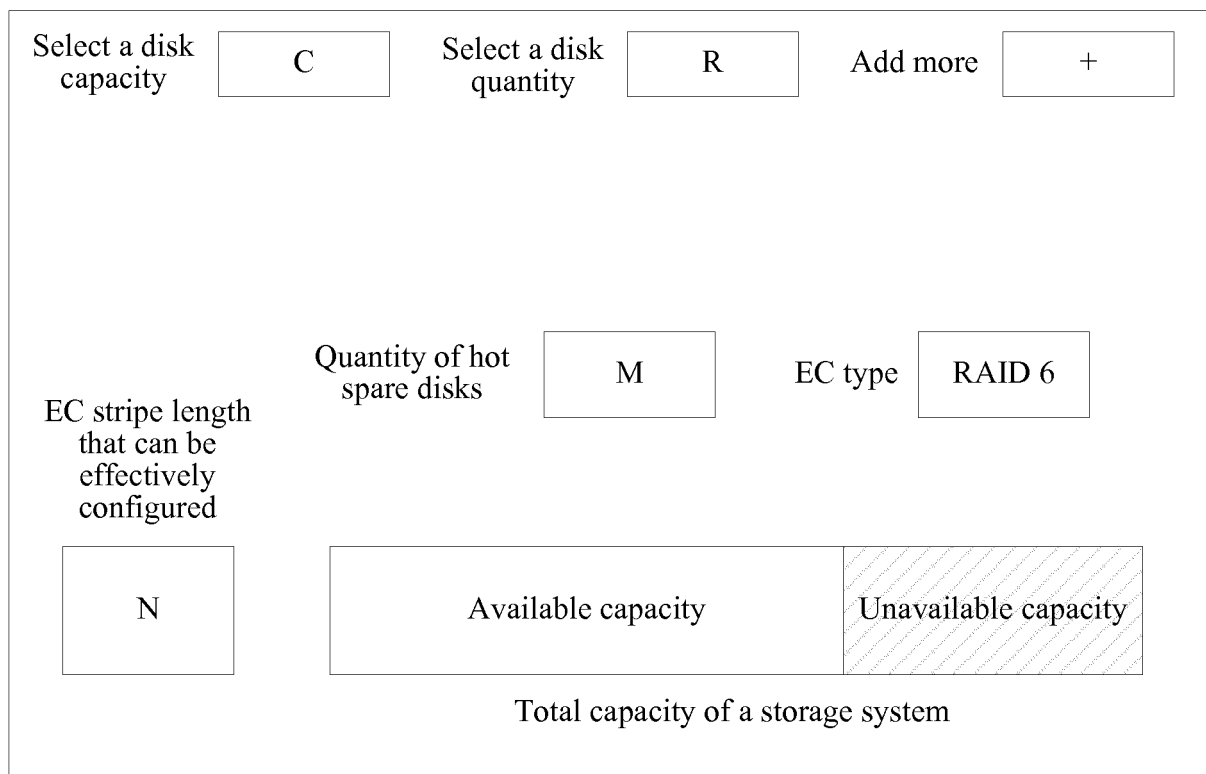 Select a disk
capacity
C
Select a disk
quantity
R
Add more
+
Quantity of hot
spare disks
M
EC type
RAID 6
EC stripe length
that can be
effectively
configured
N
Available capacity
Unavailable capacity
Total capacity of a storage system